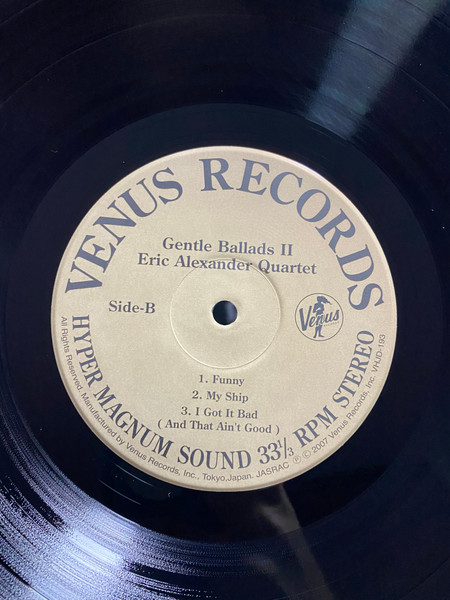 VENUS RECORDS
Gentle Ballads II
Eric Alexander Quartet
Side-B
Venus
1. Funny
2. My Ship
3. I Got It Bad
( And That Ain't Good )
HYPER MAGNUM SOUND 33⅓ RPM STEREO
All Rights Reserved. Manufactured by Venus Records, Inc., Tokyo, Japan. JASRAC ℗ © 2007 Venus Records, Inc. VHJD-193